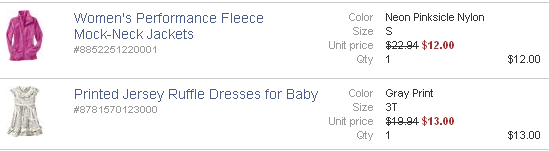 Women's Performance Fleece Mock-Neck Jackets
#8852251220001
Color Neon Pinksicle Nylon
Size S
Unit price $22.94 $12.00
Qty 1 $12.00
Printed Jersey Ruffle Dresses for Baby
#8781570123000
Color Gray Print
Size 3T
Unit price $19.94 $13.00
Qty 1 $13.00